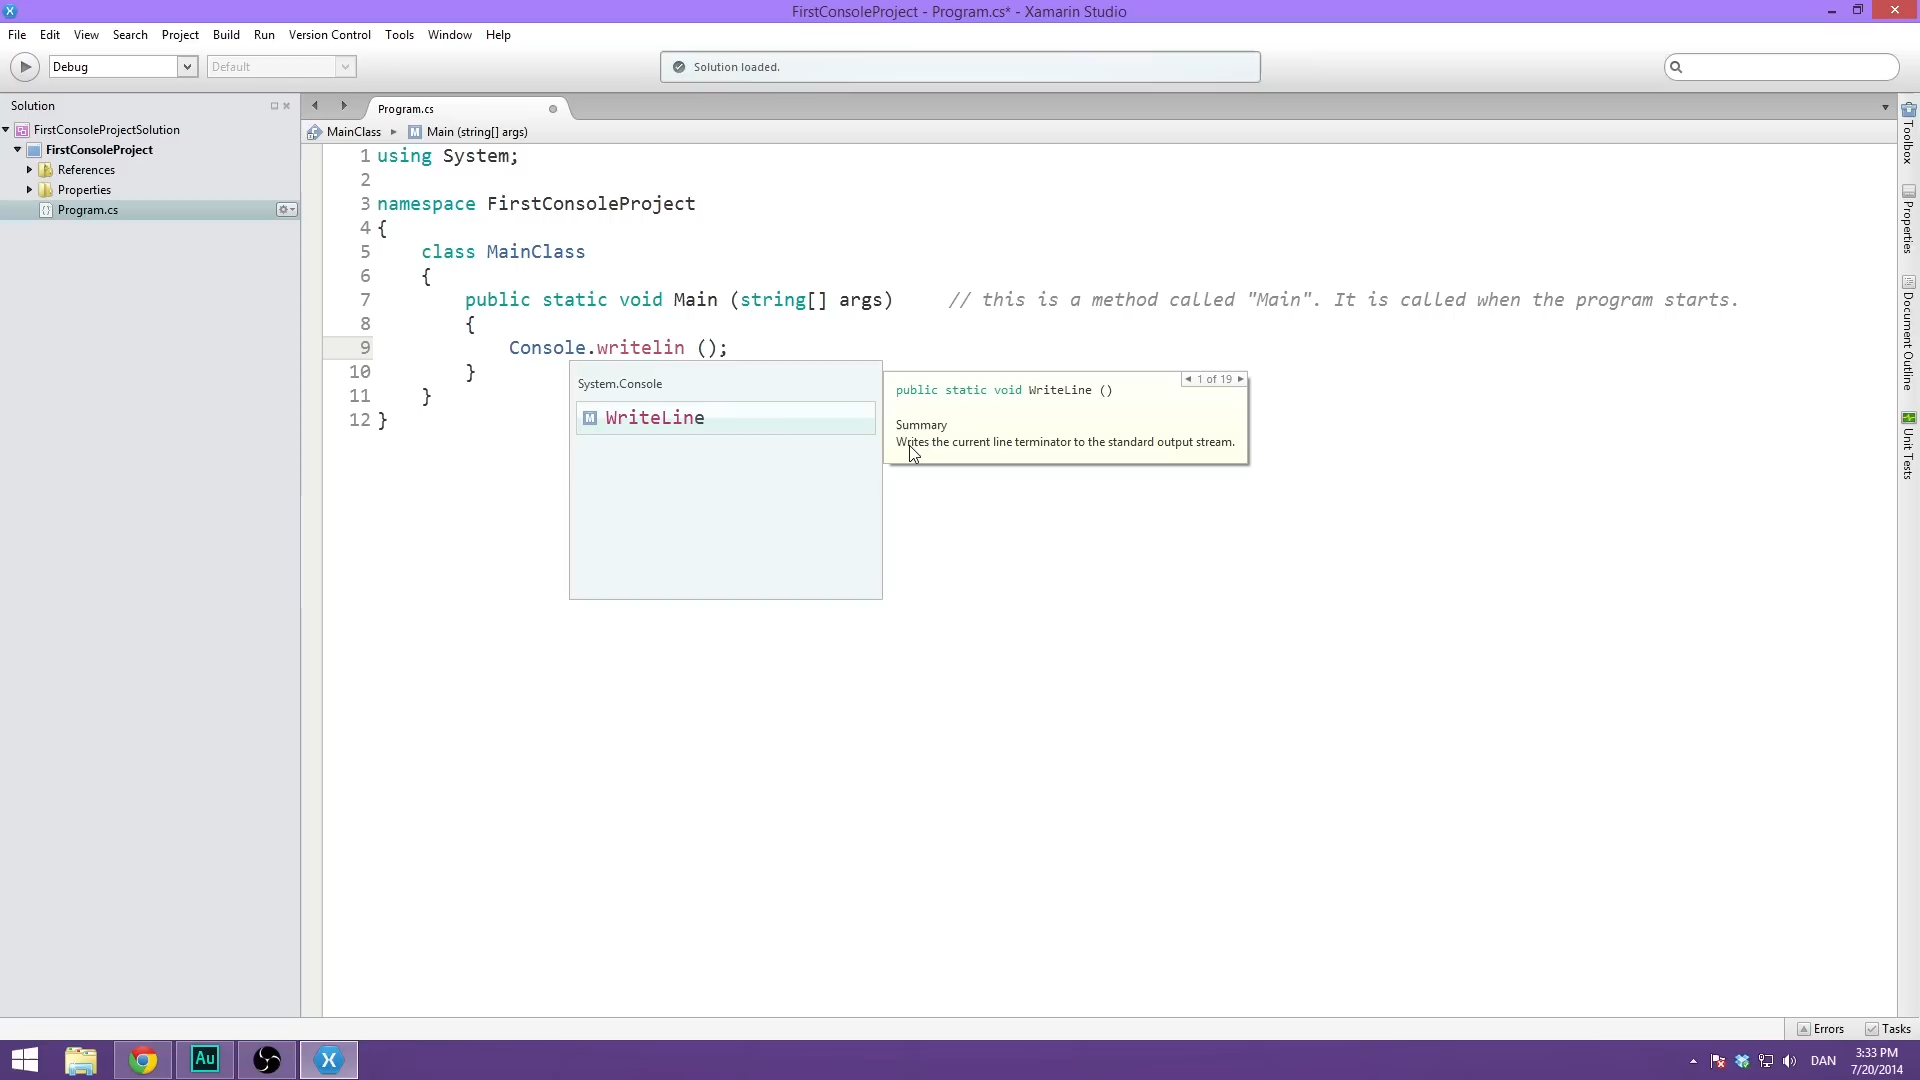 FirstConsoleProject - Program.cs* - Xamarin Studio
File Edit View Search Project Build Run Version Control Tools Window Help
Debug Default Solution loaded.
Solution
FirstConsoleProjectSolution
FirstConsoleProject
References
Properties
Program.cs
Program.cs
MainClass Main (string[] args)
1 using System;
2
3 namespace FirstConsoleProject
4 {
5 class MainClass
6 {
7 public static void Main (string[] args) // this is a method called "Main". It is called when the program starts.
8 {
9 Console.writelin ();
10 }
11 }
12 }
System.Console
M WriteLine
1 of 19
public static void WriteLine ()
Summary
Writes the current line terminator to the standard output stream.
Toolbox
Properties
Document Outline
Unit Tests
Errors Tasks
Au
DAN
3:33 PM
7/20/2014